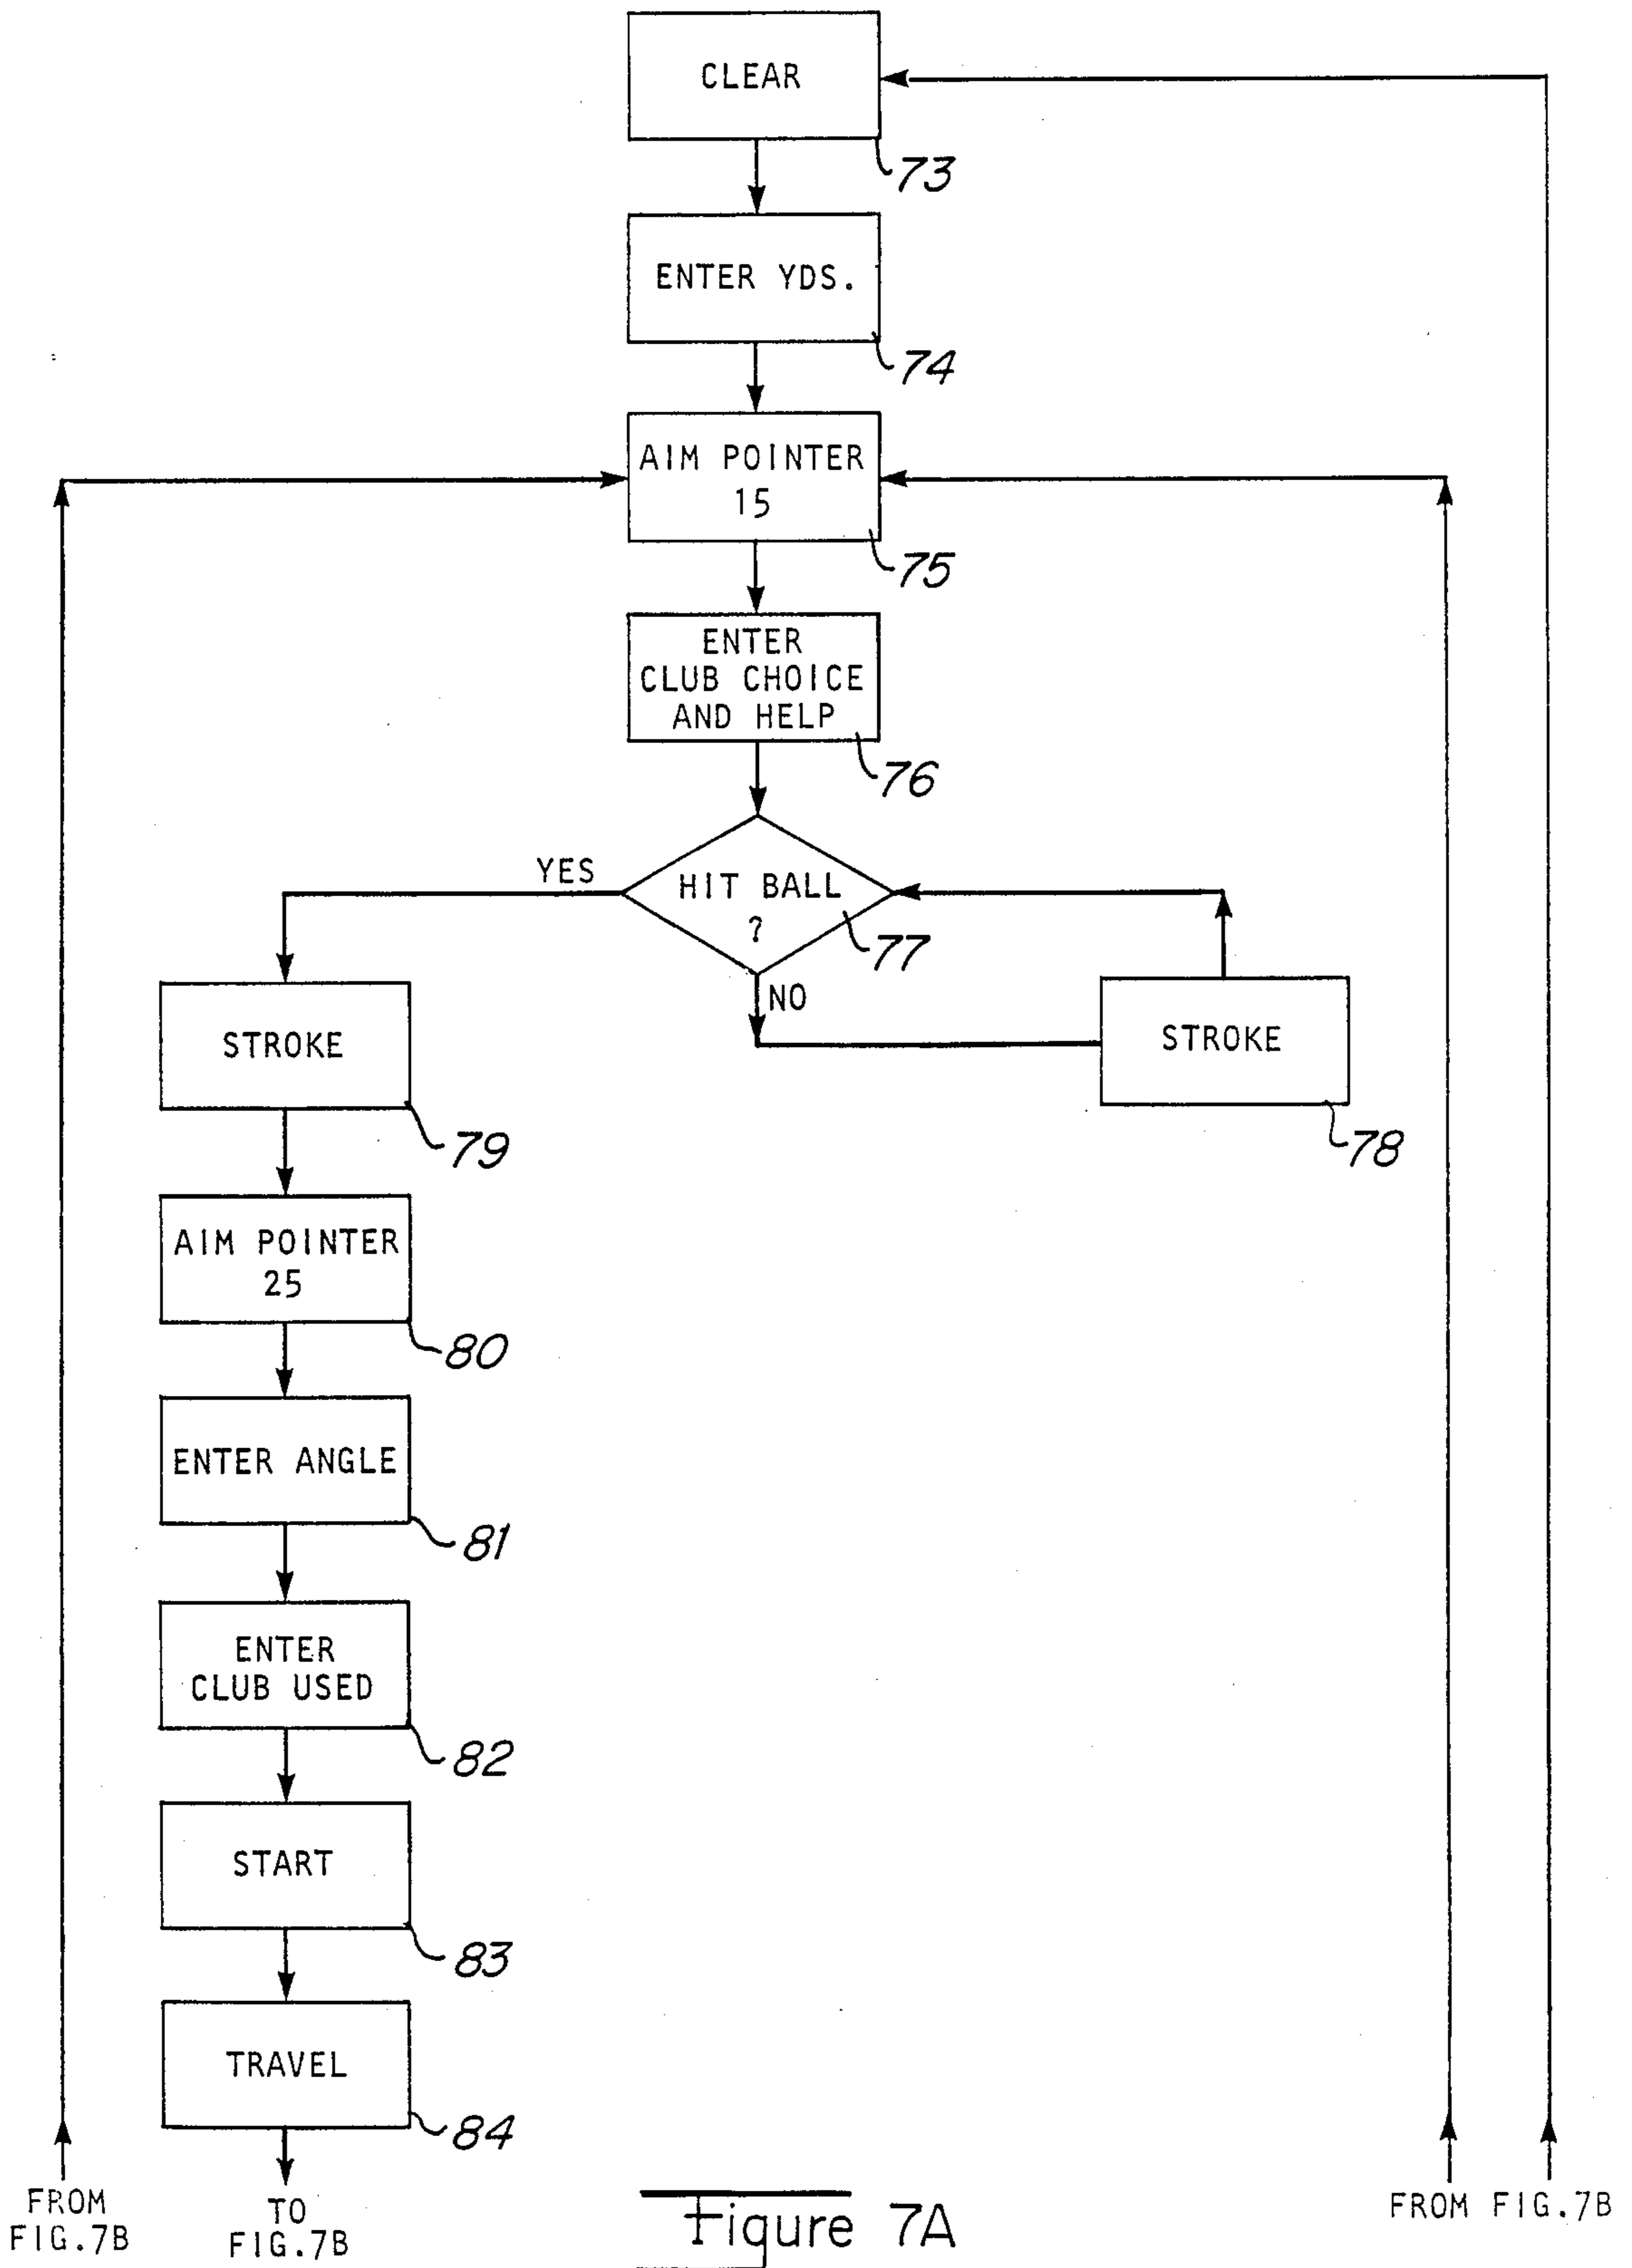 CLEAR
73
ENTER YDS.
74
AIM POINTER
15
75
ENTER
CLUB CHOICE
AND HELP
76
YES
HIT BALL
?
77
NO
STROKE
78
STROKE
79
AIM POINTER
25
80
ENTER ANGLE
81
ENTER
CLUB USED
82
START
83
TRAVEL
84
FROM
FIG.7B
TO
FIG.7B
Figure 7A
FROM FIG.7B